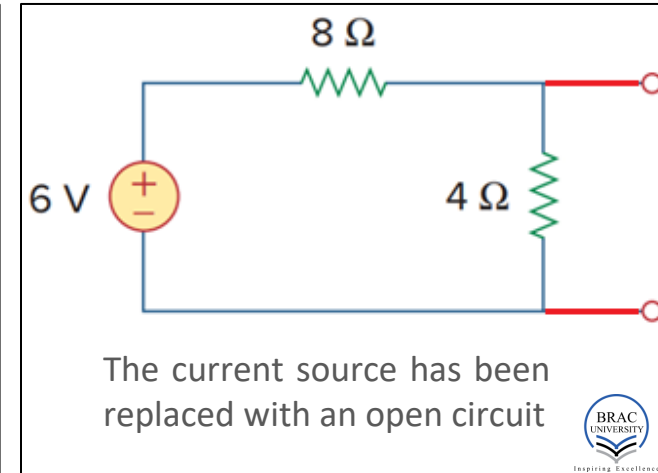 8 Ω
6 V
+
−
4 Ω
The current source has been
replaced with an open circuit
BRAC
UNIVERSITY
Inspiring Excellence